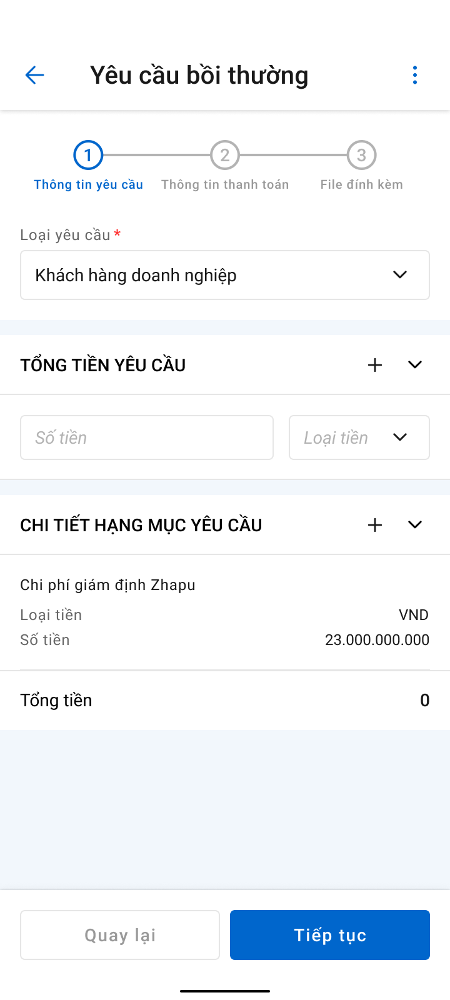 Yêu cầu bồi thường
1 2 3
Thông tin yêu cầu Thông tin thanh toán File đính kèm
Loại yêu cầu *
Khách hàng doanh nghiệp
TỔNG TIỀN YÊU CẦU
Số tiền Loại tiền
CHI TIẾT HẠNG MỤC YÊU CẦU
Chi phí giám định Zhapu
Loại tiền VND
Số tiền 23.000.000.000
Tổng tiền 0
Quay lại Tiếp tục